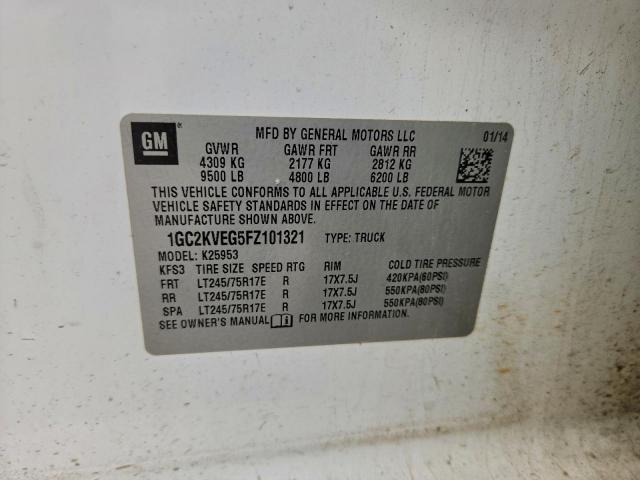 GM
MFD BY GENERAL MOTORS LLC 01/14
GVWR GAWR FRT GAWR RR
4309 KG 2177 KG 2812 KG
9500 LB 4800 LB 6200 LB
THIS VEHICLE CONFORMS TO ALL APPLICABLE U.S. FEDERAL MOTOR
VEHICLE SAFETY STANDARDS IN EFFECT ON THE DATE OF
MANUFACTURE SHOWN ABOVE.
1GC2KVEG5FZ101321 TYPE: TRUCK
MODEL: K25953
KFS3 TIRE SIZE SPEED RTG RIM COLD TIRE PRESSURE
FRT LT245/75R17E R 17X7.5J 420KPA(60PSI)
RR LT245/75R17E R 17X7.5J 550KPA(80PSI)
SPA LT245/75R17E R 17X7.5J 550KPA(80PSI)
SEE OWNER'S MANUAL FOR MORE INFORMATION.